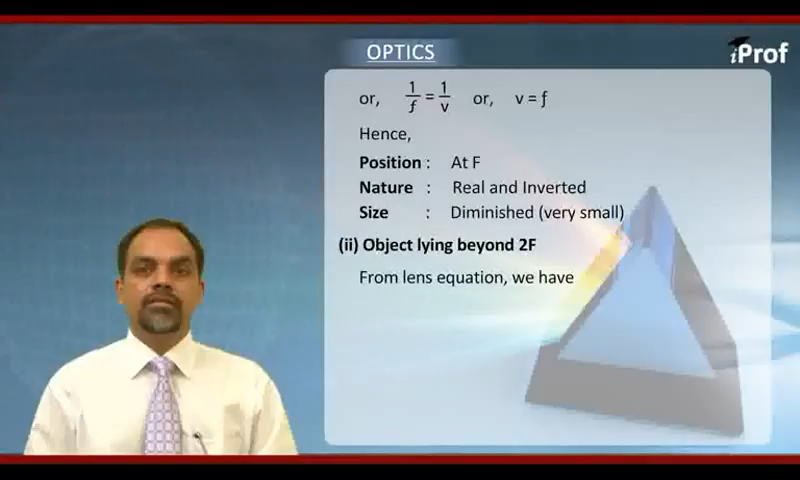 OPTICS
iProf
or, 1/f = 1/v or, v = f
Hence,
Position : At F
Nature : Real and Inverted
Size : Diminished (very small)
(ii) Object lying beyond 2F
From lens equation, we have